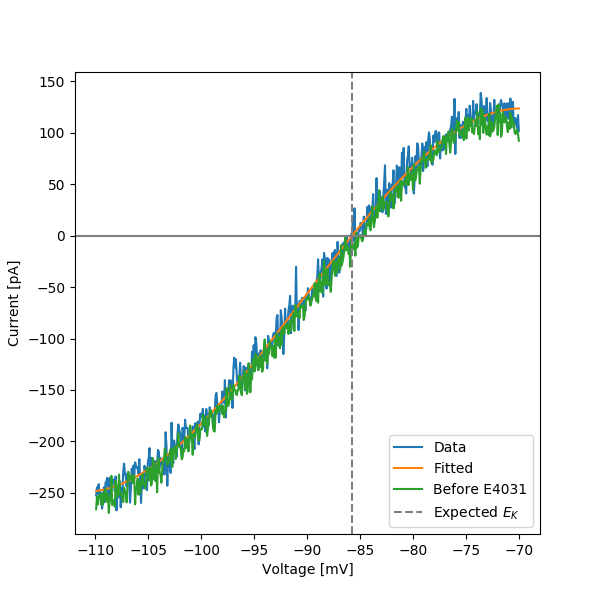 150
100
50
0
−50
−100
−150
−200
−250
Current [pA]
−110 −105 −100 −95 −90 −85 −80 −75 −70
Voltage [mV]
Data
Fitted
Before E4031
Expected $E_K$